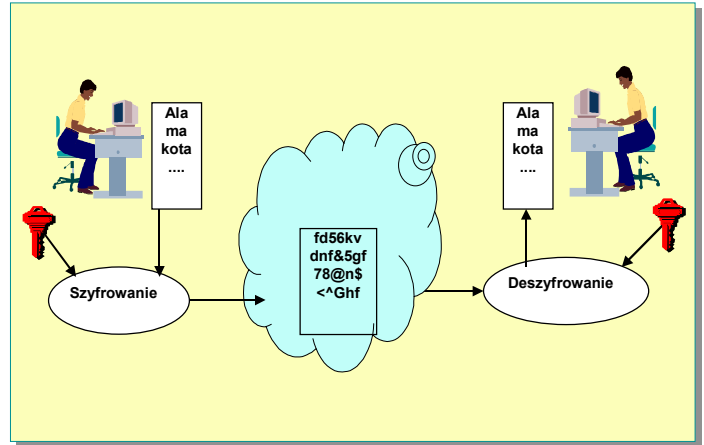 Ala
ma
kota
....
Szyfrowanie
fd56kv
dnf&5gf
78@n$
<^Ghf
Ala
ma
kota
....
Deszyfrowanie